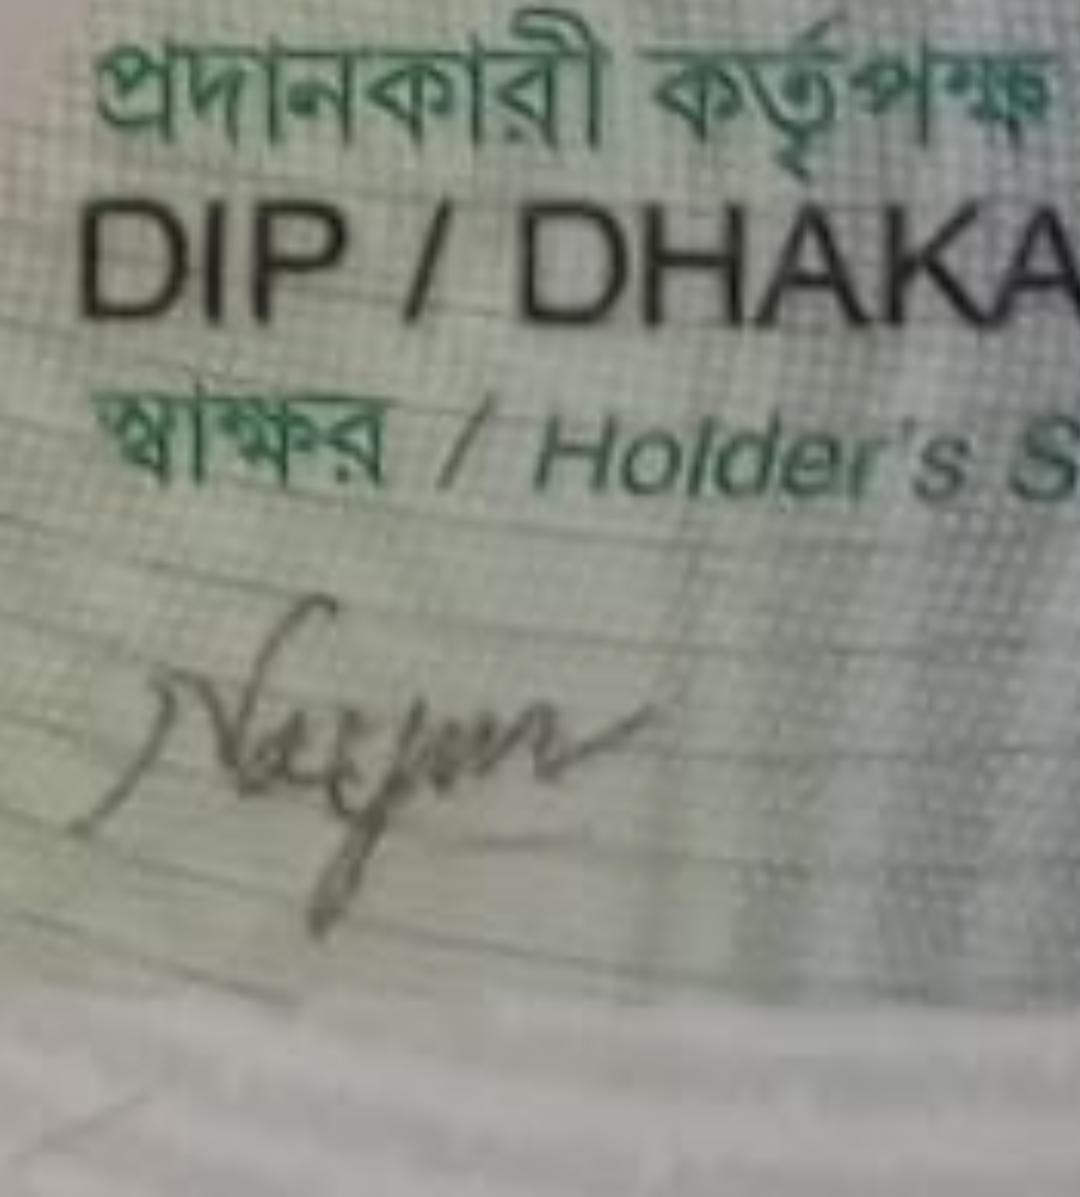 প্রদানকারী কর্তৃপক্ষ
DIP / DHAKA
স্বাক্ষর / Holder's S